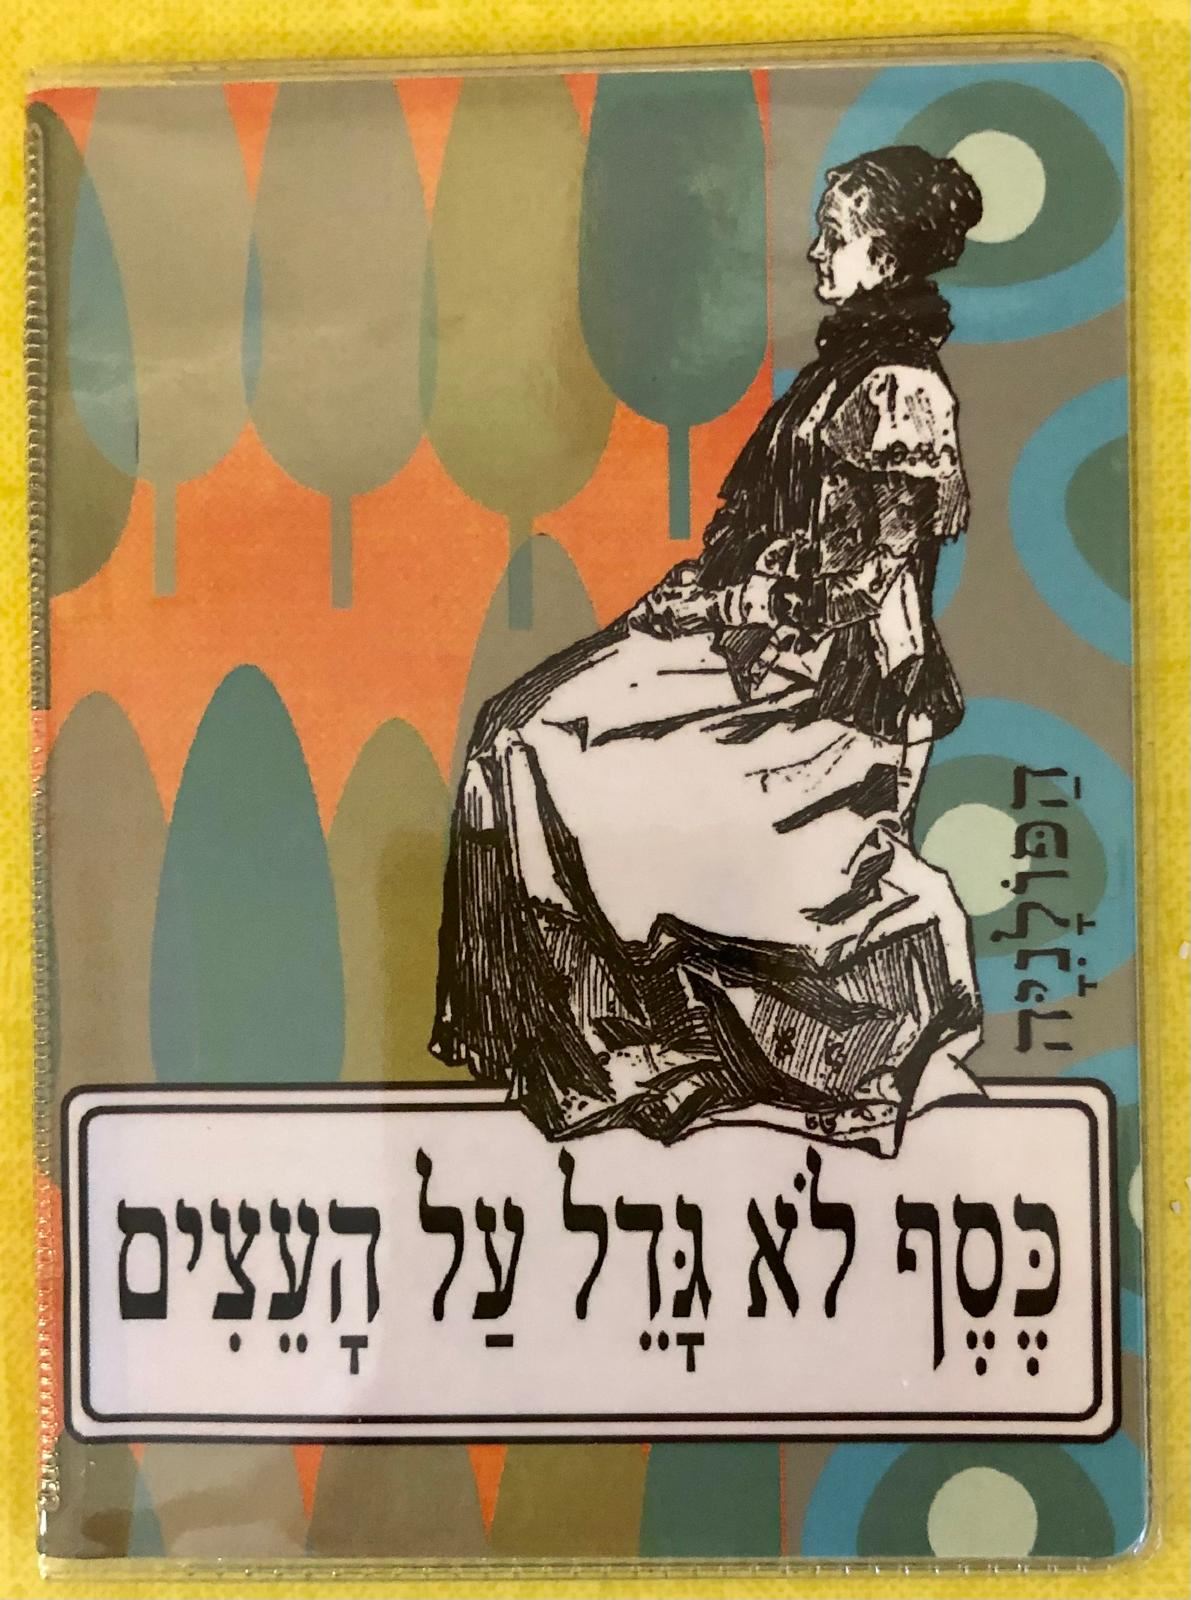 הַפּוֹלָנִיָּה
כֶּסֶף לֹא גָּדֵל עַל הָעֵצִים